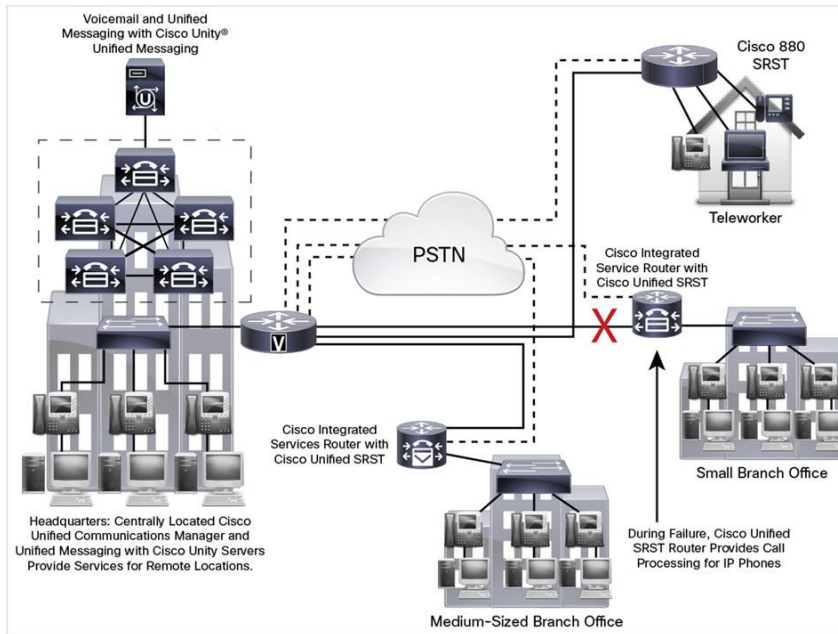 Voicemail and Unified
Messaging with Cisco Unity®
Unified Messaging
U
Cisco 880
SRST
Teleworker
PSTN
Cisco Integrated
Service Router with
Cisco Unified SRST
V
X
Cisco Integrated
Services Router with
Cisco Unified SRST
Small Branch Office
Headquarters: Centrally Located Cisco
Unified Communications Manager and
Unified Messaging with Cisco Unity Servers
Provide Services for Remote Locations.
During Failure, Cisco Unified
SRST Router Provides Call
Processing for IP Phones
Medium-Sized Branch Office